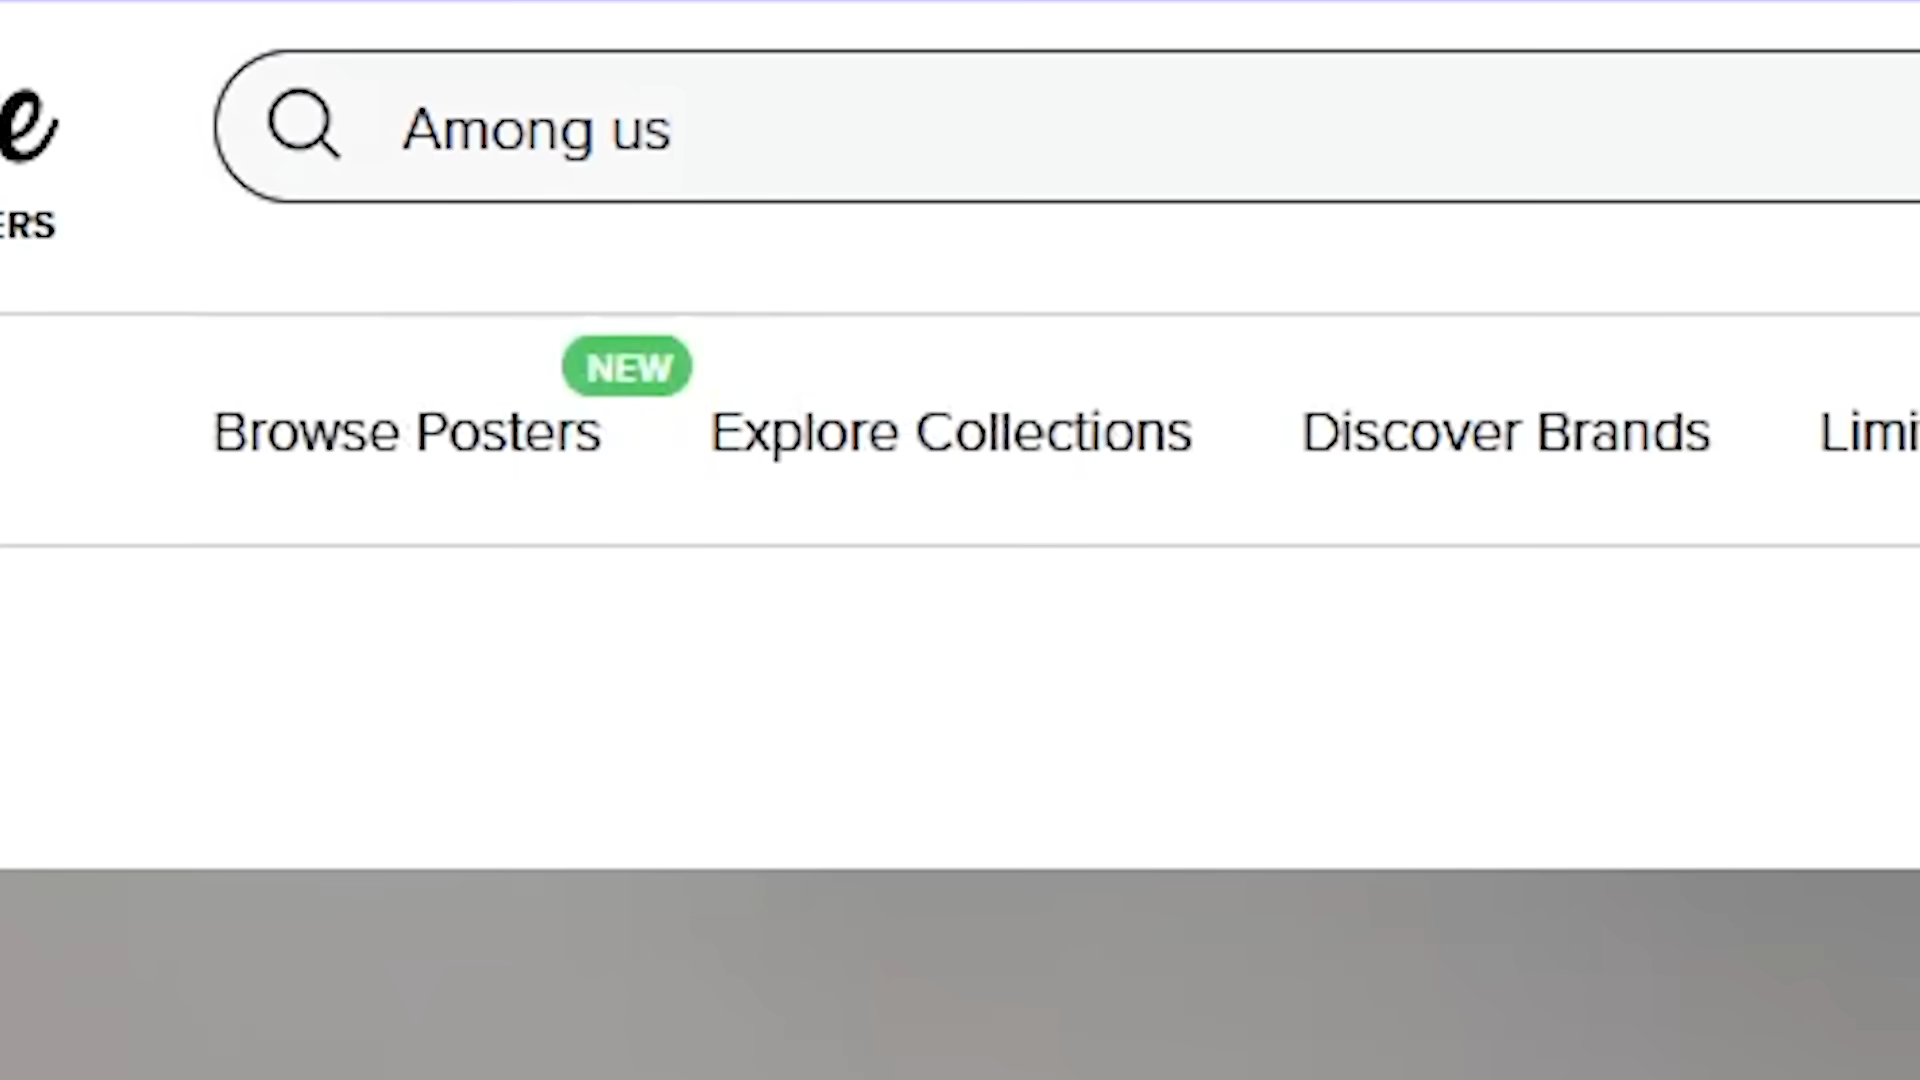 e
Among us
ERS
NEW
Browse Posters Explore Collections Discover Brands Limi